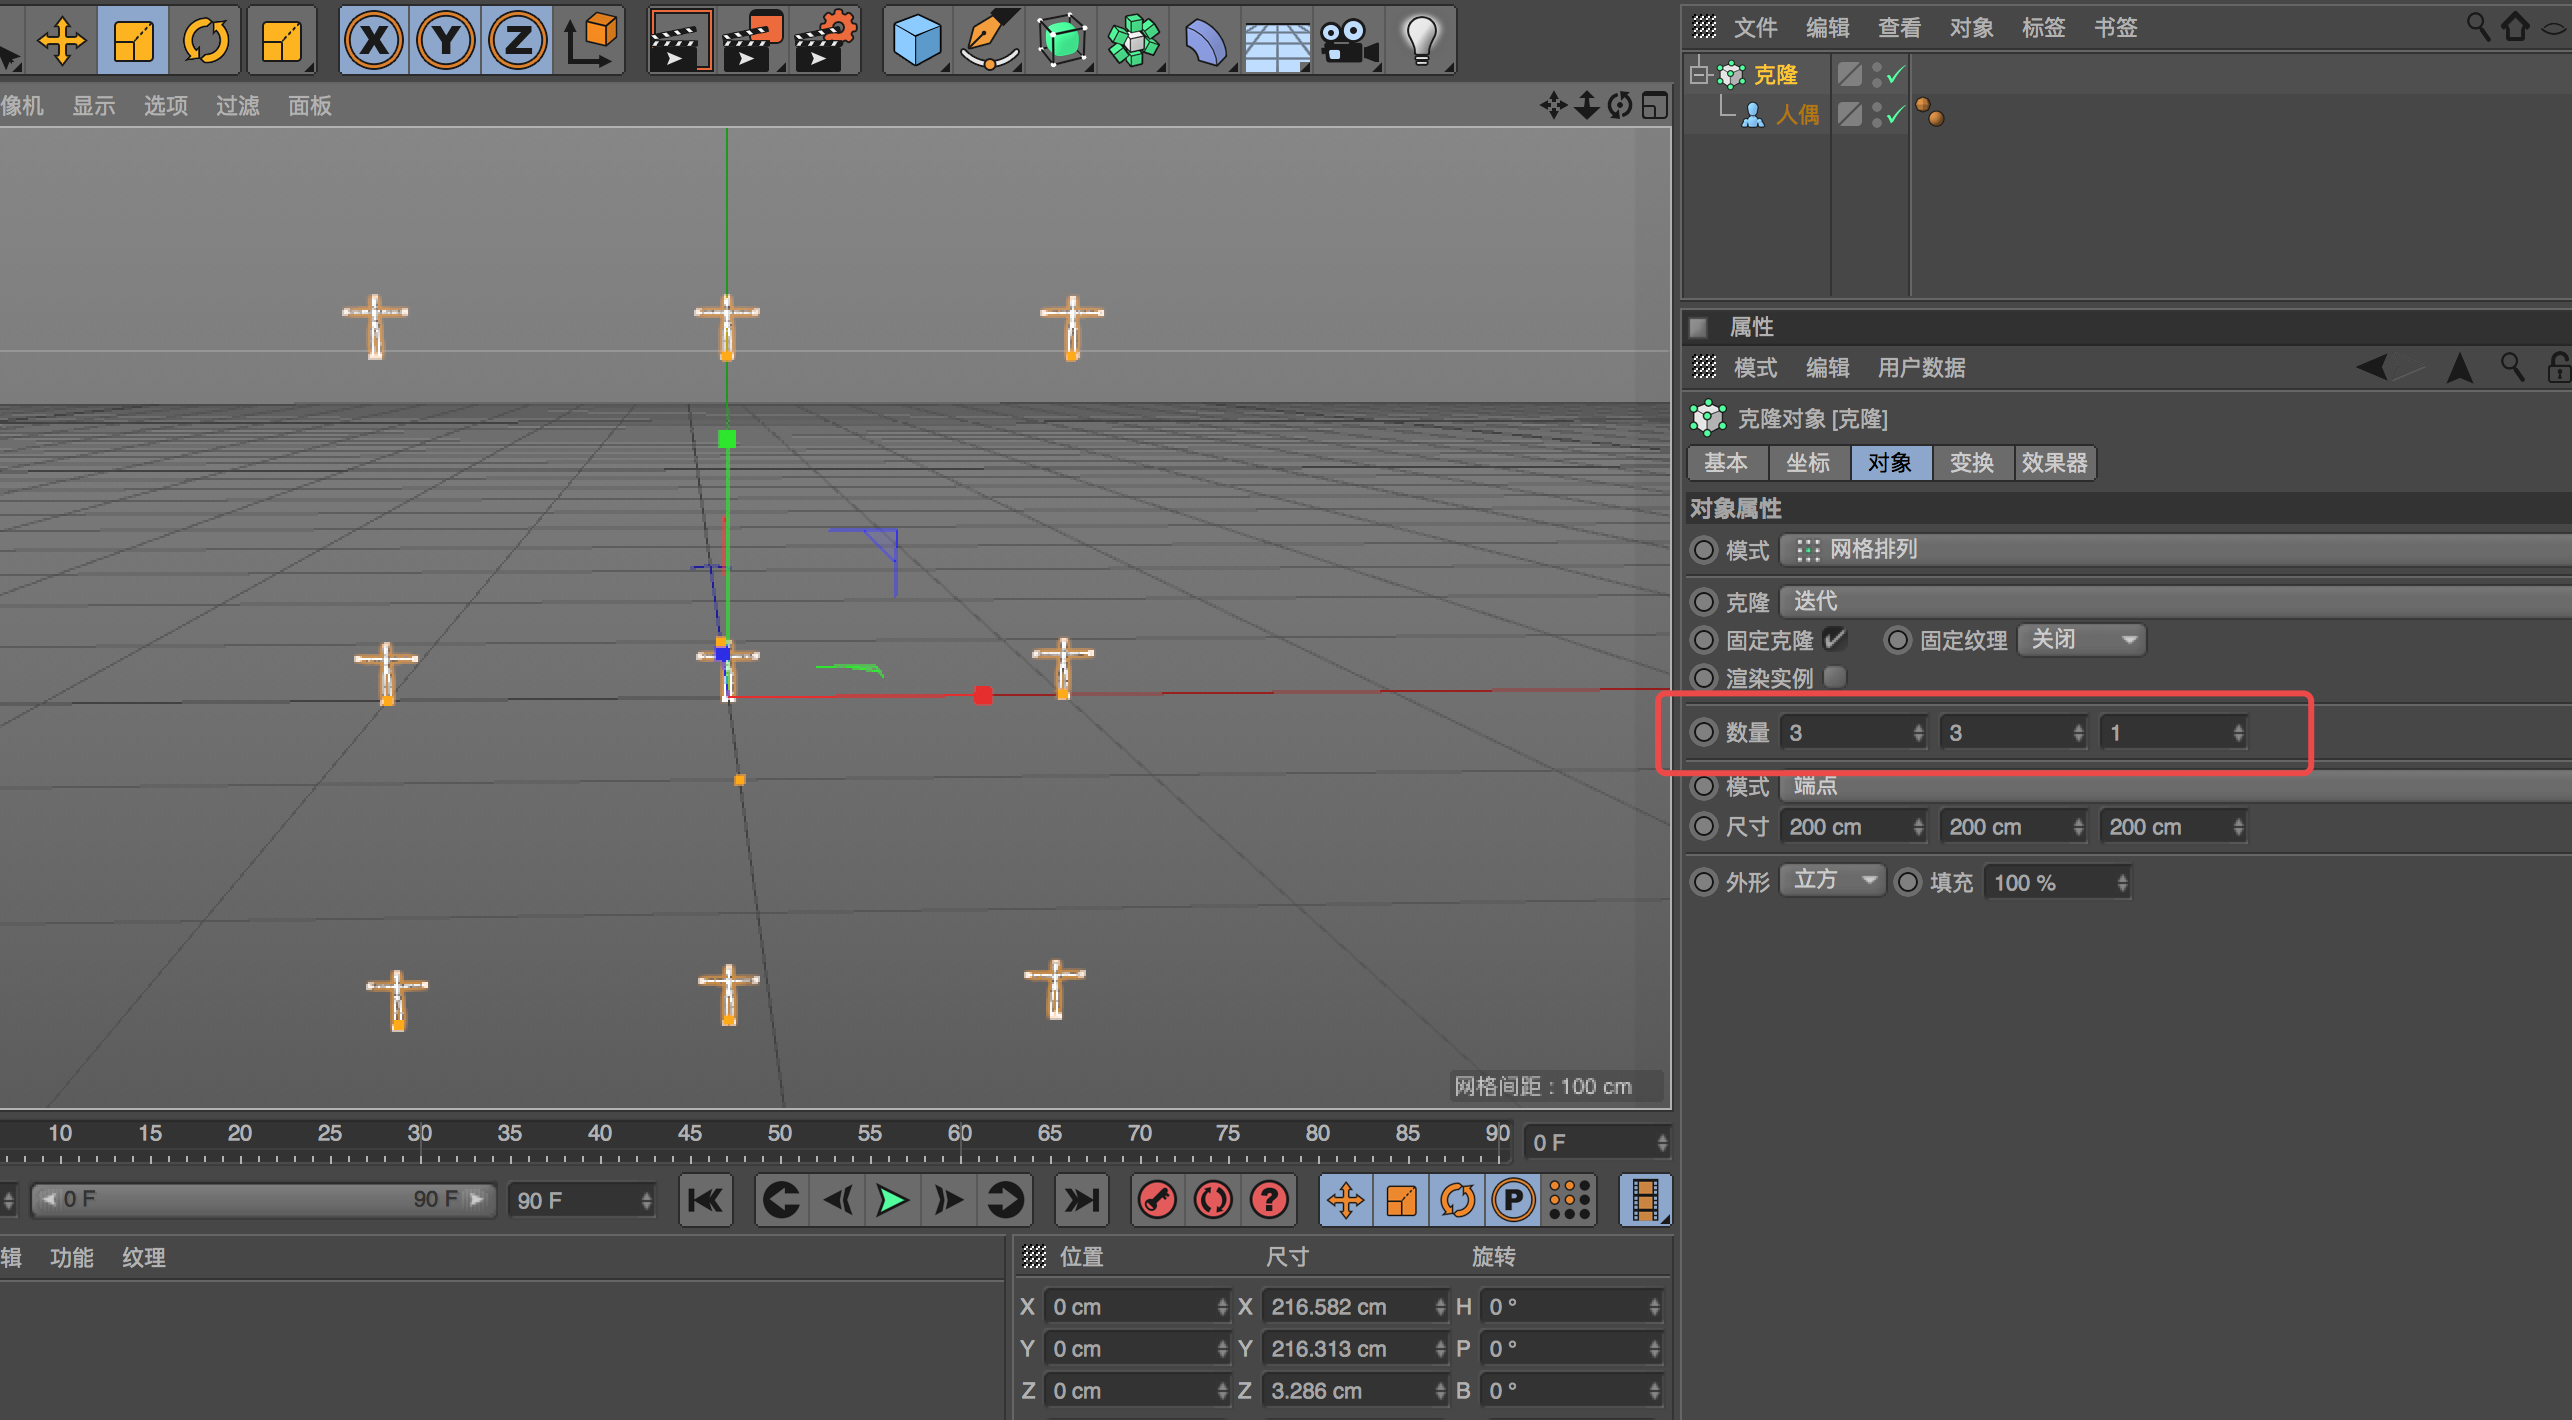 X Y Z
像机 显示 选项 过滤 面板
网格间距 : 100 cm
10 15 20 25 30 35 40 45 50 55 60 65 70 75 80 85 90
0 F
0 F 90 F
90 F
?
P
辑 功能 纹理
位置 尺寸 旋转
X 0 cm X 216.582 cm H 0 °
Y 0 cm Y 216.313 cm P 0 °
Z 0 cm Z 3.286 cm B 0 °
文件 编辑 查看 对象 标签 书签
克隆
人偶
属性
模式 编辑 用户数据
克隆对象 [克隆]
基本 坐标 对象 变换 效果器
对象属性
模式 网格排列
克隆 迭代
固定克隆 固定纹理 关闭
渲染实例
数量 3 3 1
模式 端点
尺寸 200 cm 200 cm 200 cm
外形 立方 填充 100 %